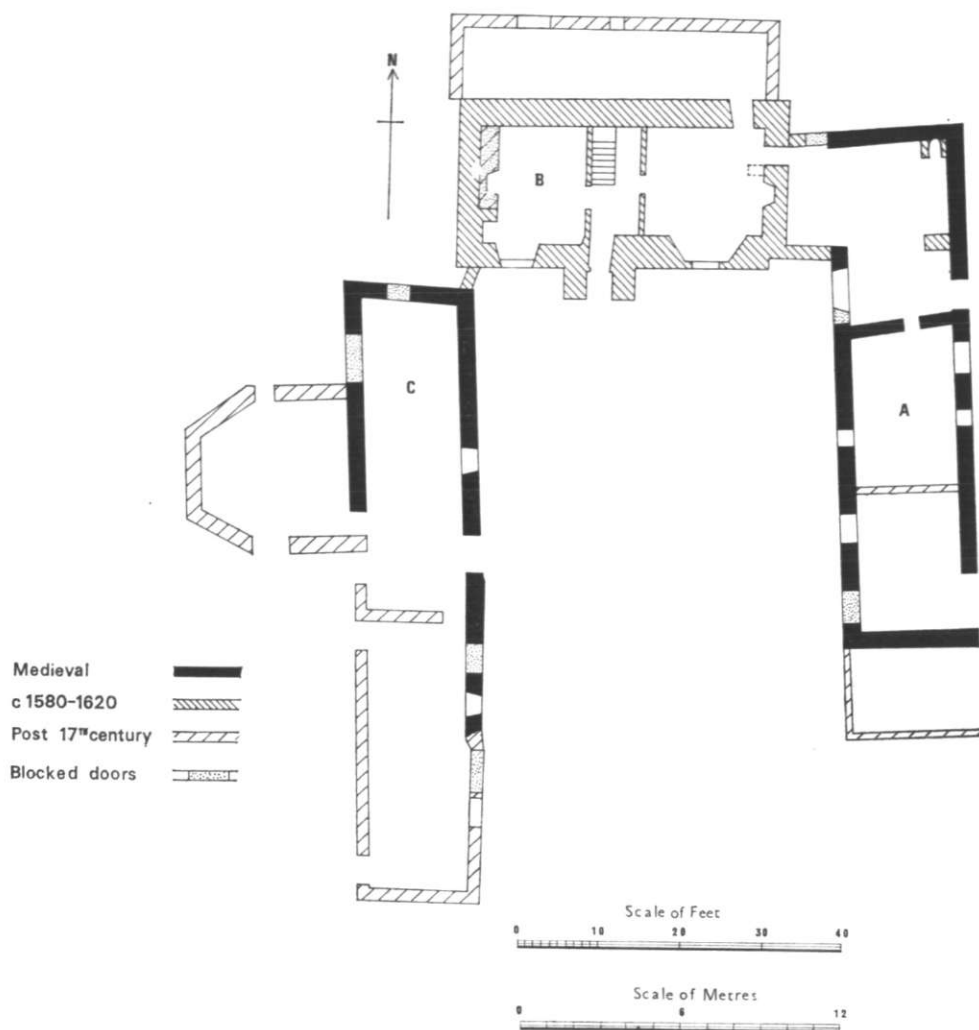 N
B
C
A
Medieval
c 1580-1620
Post 17TH century
Blocked doors
Scale of Feet
0 10 20 30 40
Scale of Metres
0 6 12